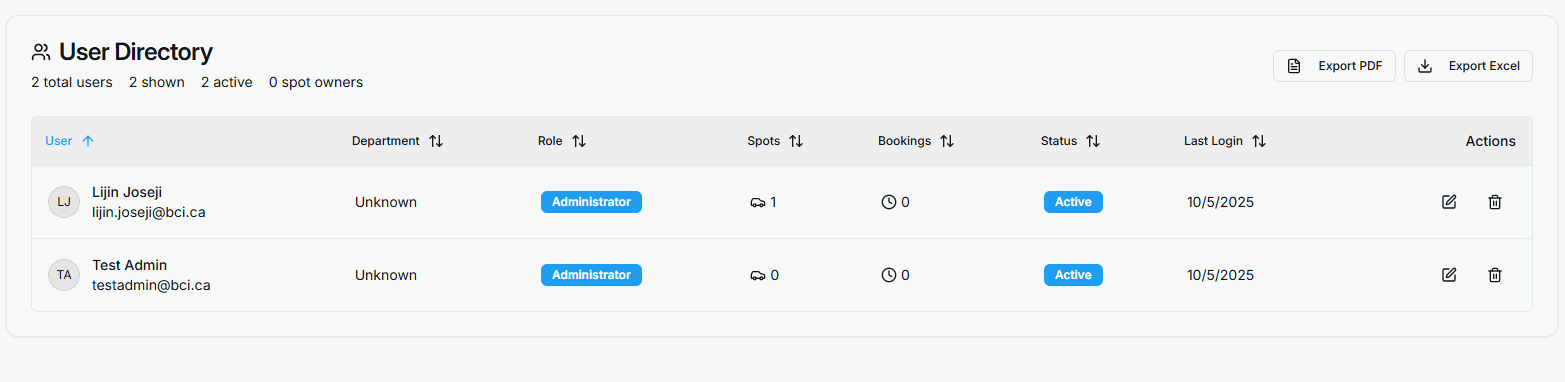 User Directory
2 total users 2 shown 2 active 0 spot owners
Export PDF Export Excel
User Department Role Spots Bookings Status Last Login Actions
LJ Lijin Joseji Unknown Administrator 1 0 Active 10/5/2025
lijin.joseji@bci.ca
TA Test Admin Unknown Administrator 0 0 Active 10/5/2025
testadmin@bci.ca